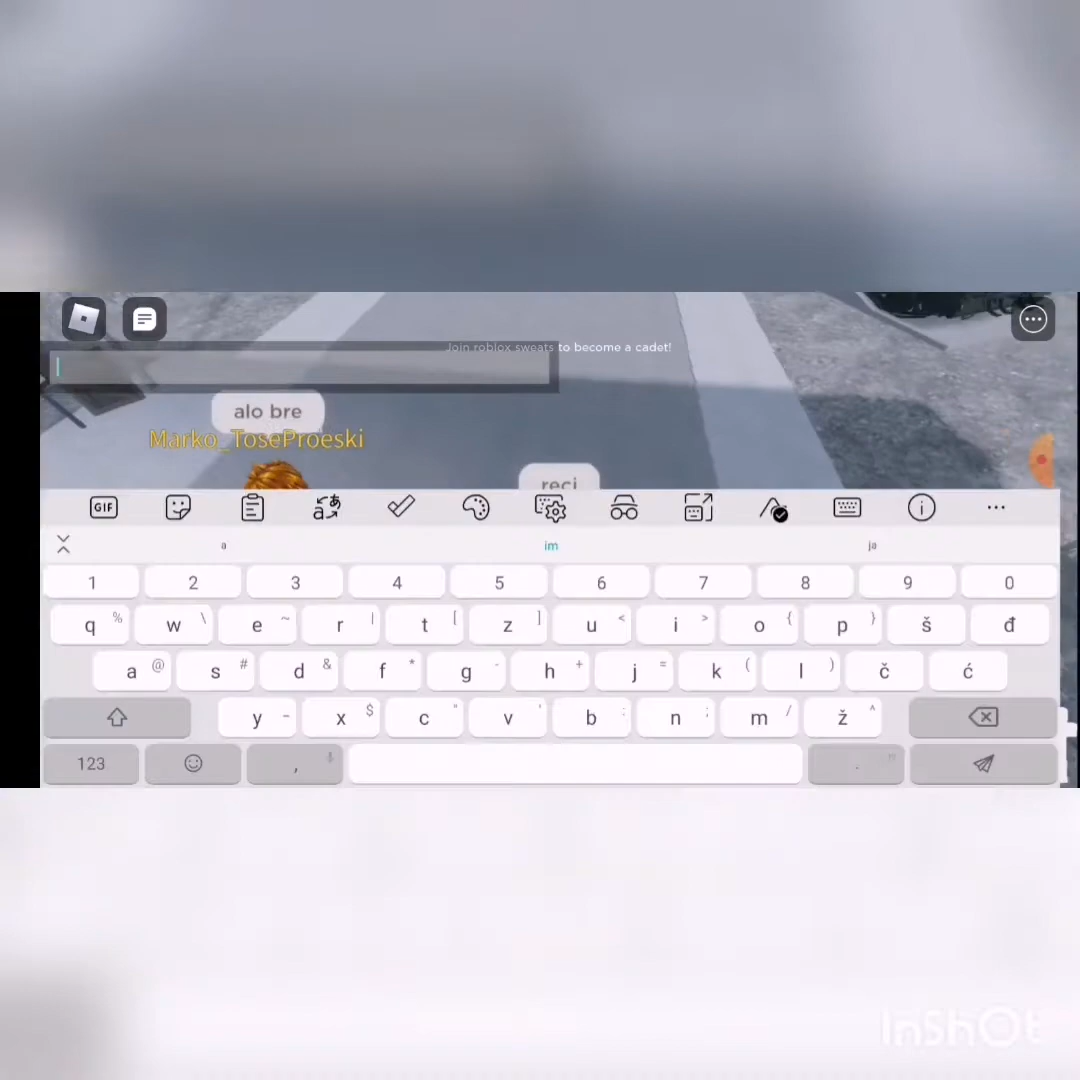 Join roblox sweats to become a cadet!
alo bre
Marko_ToseProeski
reci
GIF
a im ja
1 2 3 4 5 6 7 8 9 0
q % w \ e ~ r | t [ z ] u < i > o { p } š đ
a @ s # d & f * g - h + j = k ( l ) č ć
y – x $ c " v ' b : n ; m / ž ^
123 , .
InShOt